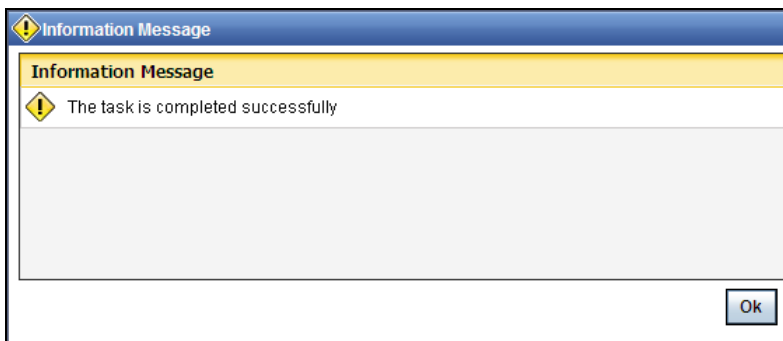 Information Message
Information Message
The task is completed successfully
Ok